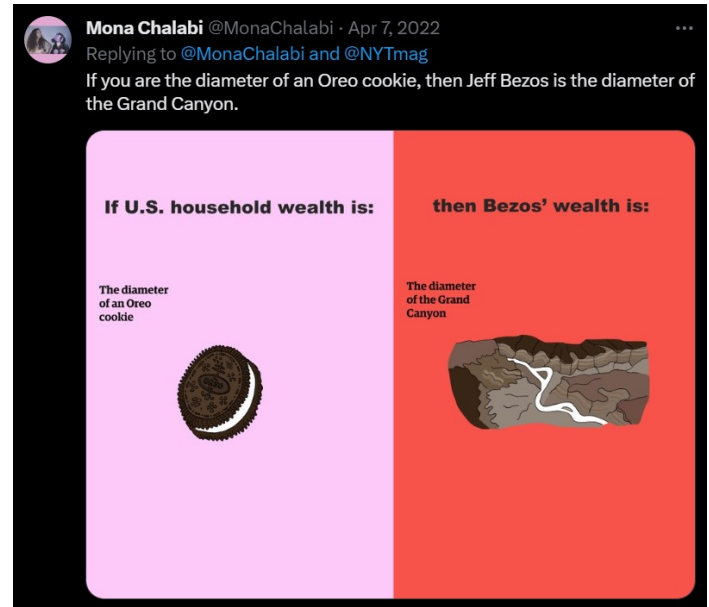 Mona Chalabi @MonaChalabi · Apr 7, 2022
Replying to @MonaChalabi and @NYTmag
If you are the diameter of an Oreo cookie, then Jeff Bezos is the diameter of
the Grand Canyon.
If U.S. household wealth is:
The diameter
of an Oreo
cookie
OREO
then Bezos’ wealth is:
The diameter
of the Grand
Canyon